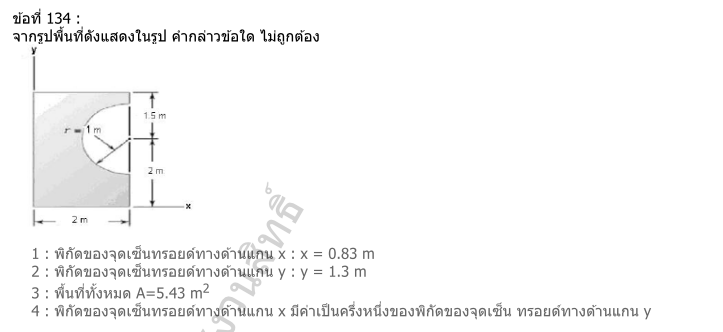 ข้อที่ 134 :
จากรูปพื้นที่ดังแสดงในรูป คำกล่าวข้อใด ไม่ถูกต้อง
y
1.5 m
r = 1 m
2 m
x
2 m
1 : พิกัดของจุดเซ็นทรอยด์ทางด้านแกน x : x = 0.83 m
2 : พิกัดของจุดเซ็นทรอยด์ทางด้านแกน y : y = 1.3 m
3 : พื้นที่ทั้งหมด A=5.43 m2
4 : พิกัดของจุดเซ็นทรอยด์ทางด้านแกน x มีค่าเป็นครึ่งหนึ่งของพิกัดของจุดเซ็น ทรอยด์ทางด้านแกน y